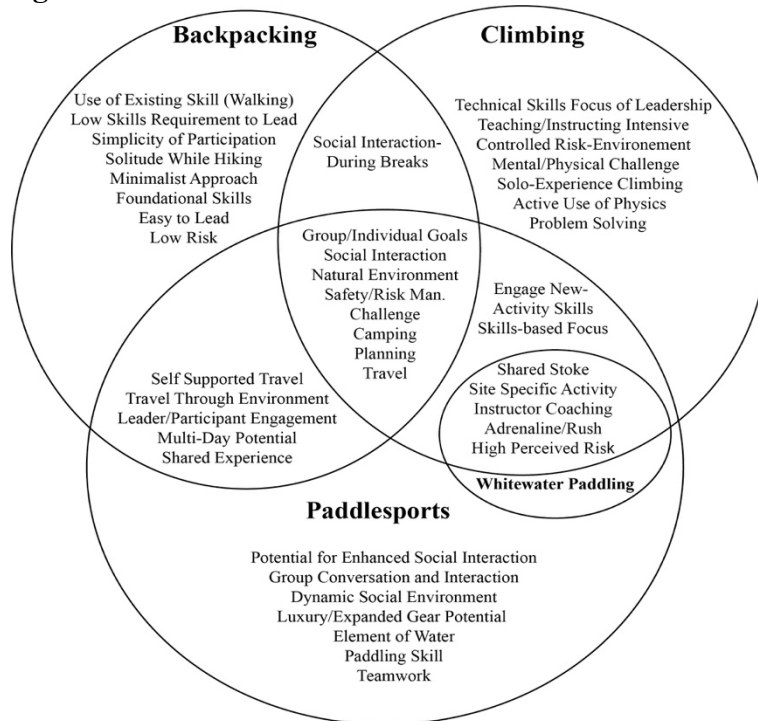 Backpacking
Climbing
Use of Existing Skill (Walking)
Low Skills Requirement to Lead
Simplicity of Participation
Solitude While Hiking
Minimalist Approach
Foundational Skills
Easy to Lead
Low Risk
Social Interaction-
During Breaks
Technical Skills Focus of Leadership
Teaching/Instructing Intensive
Controlled Risk-Environement
Mental/Physical Challenge
Solo-Experience Climbing
Active Use of Physics
Problem Solving
Group/Individual Goals
Social Interaction
Natural Environment
Safety/Risk Man.
Challenge
Camping
Planning
Travel
Engage New-
Activity Skills
Skills-based Focus
Self Supported Travel
Travel Through Environment
Leader/Participant Engagement
Multi-Day Potential
Shared Experience
Shared Stoke
Site Specific Activity
Instructor Coaching
Adrenaline/Rush
High Perceived Risk
Whitewater Paddling
Paddlesports
Potential for Enhanced Social Interaction
Group Conversation and Interaction
Dynamic Social Environment
Luxury/Expanded Gear Potential
Element of Water
Paddling Skill
Teamwork